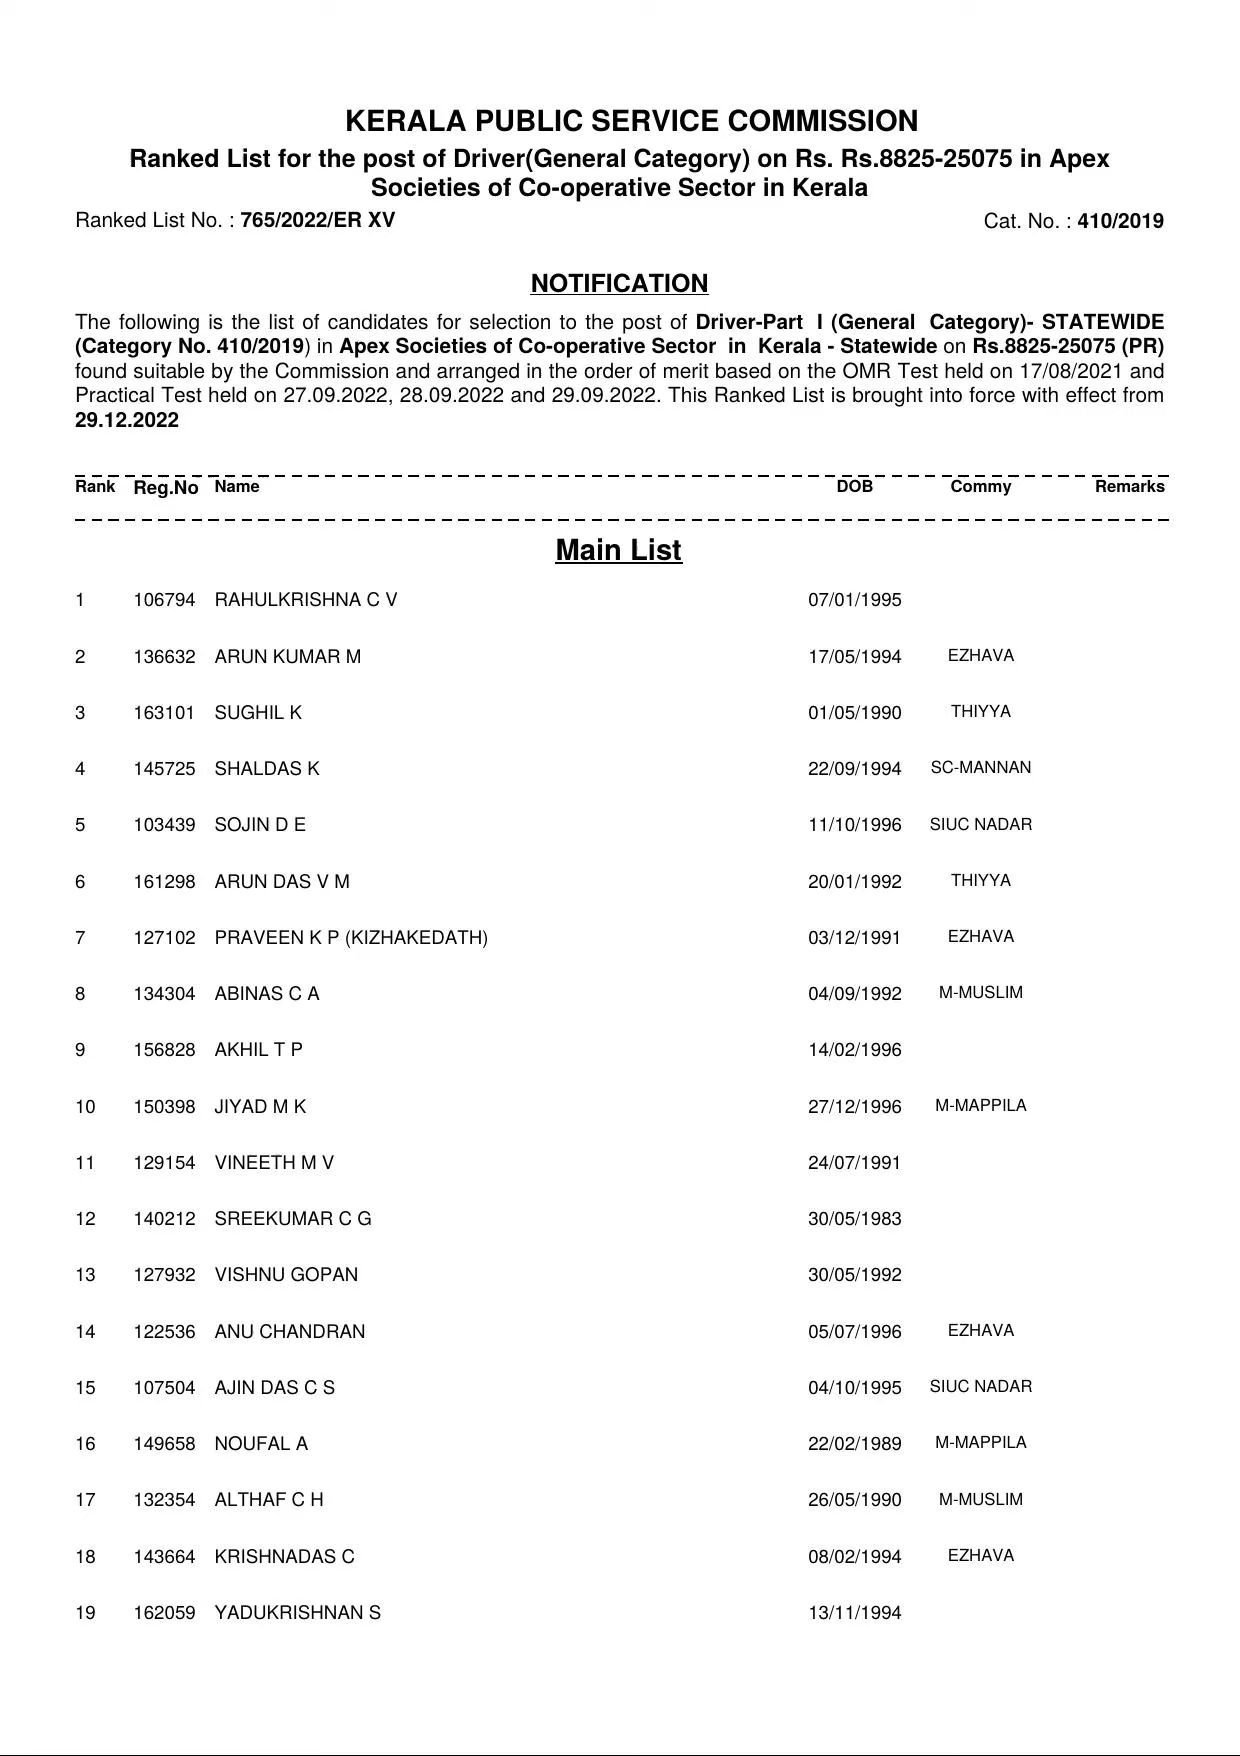 KERALA PUBLIC SERVICE COMMISSION
Ranked List for the post of Driver(General Category) on Rs. Rs.8825-25075 in Apex
Societies of Co-operative Sector in Kerala
Ranked List No. : 765/2022/ER XV Cat. No. : 410/2019
NOTIFICATION
The following is the list of candidates for selection to the post of Driver-Part I (General Category)- STATEWIDE
(Category No. 410/2019) in Apex Societies of Co-operative Sector in Kerala - Statewide on Rs.8825-25075 (PR)
found suitable by the Commission and arranged in the order of merit based on the OMR Test held on 17/08/2021 and
Practical Test held on 27.09.2022, 28.09.2022 and 29.09.2022. This Ranked List is brought into force with effect from
29.12.2022
Rank Reg.No Name DOB Commy Remarks
Main List
1 106794 RAHULKRISHNA C V 07/01/1995
2 136632 ARUN KUMAR M 17/05/1994 EZHAVA
3 163101 SUGHIL K 01/05/1990 THIYYA
4 145725 SHALDAS K 22/09/1994 SC-MANNAN
5 103439 SOJIN D E 11/10/1996 SIUC NADAR
6 161298 ARUN DAS V M 20/01/1992 THIYYA
7 127102 PRAVEEN K P (KIZHAKEDATH) 03/12/1991 EZHAVA
8 134304 ABINAS C A 04/09/1992 M-MUSLIM
9 156828 AKHIL T P 14/02/1996
10 150398 JIYAD M K 27/12/1996 M-MAPPILA
11 129154 VINEETH M V 24/07/1991
12 140212 SREEKUMAR C G 30/05/1983
13 127932 VISHNU GOPAN 30/05/1992
14 122536 ANU CHANDRAN 05/07/1996 EZHAVA
15 107504 AJIN DAS C S 04/10/1995 SIUC NADAR
16 149658 NOUFAL A 22/02/1989 M-MAPPILA
17 132354 ALTHAF C H 26/05/1990 M-MUSLIM
18 143664 KRISHNADAS C 08/02/1994 EZHAVA
19 162059 YADUKRISHNAN S 13/11/1994